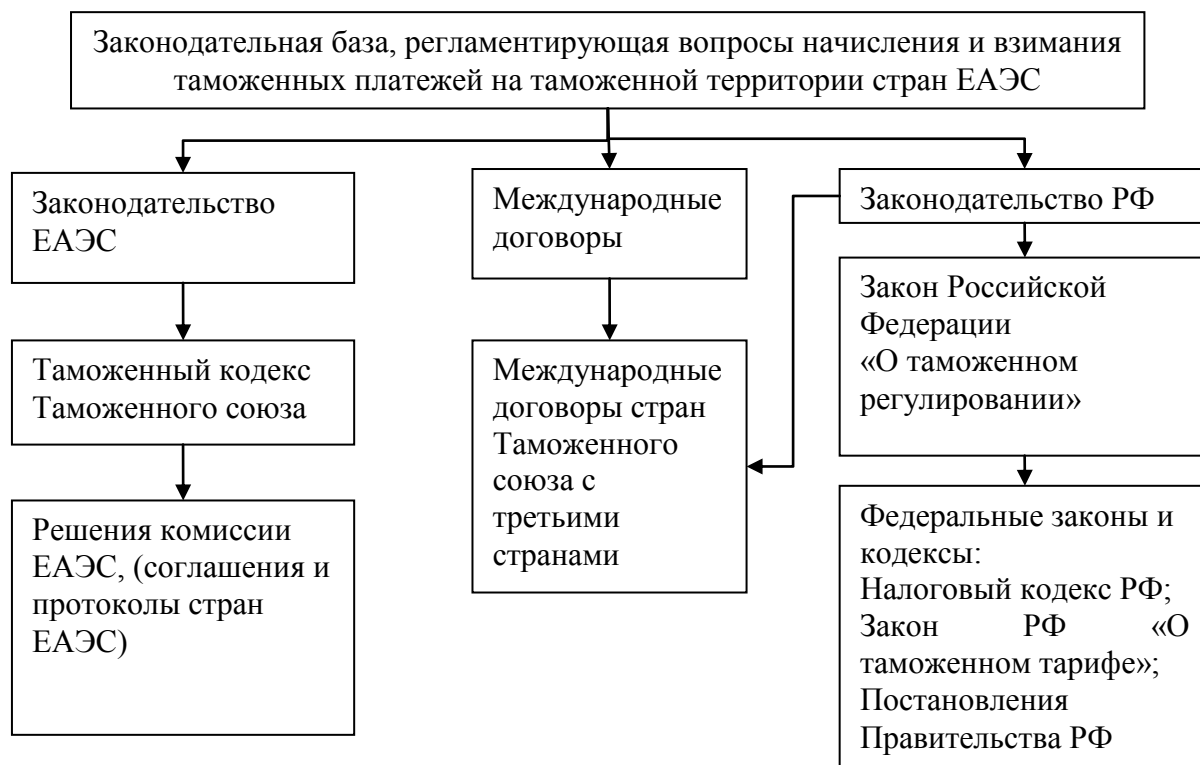 Законодательная база, регламентирующая вопросы начисления и взимания
таможенных платежей на таможенной территории стран ЕАЭС
Законодательство
ЕАЭС
Таможенный кодекс
Таможенного союза
Решения комиссии
ЕАЭС, (соглашения и
протоколы стран
ЕАЭС)
Международные
договоры
Международные
договоры стран
Таможенного
союза с
третьими
странами
Законодательство РФ
Закон Российской
Федерации
«О таможенном
регулировании»
Федеральные законы и
кодексы:
Налоговый кодекс РФ;
Закон РФ «О
таможенном тарифе»;
Постановления
Правительства РФ